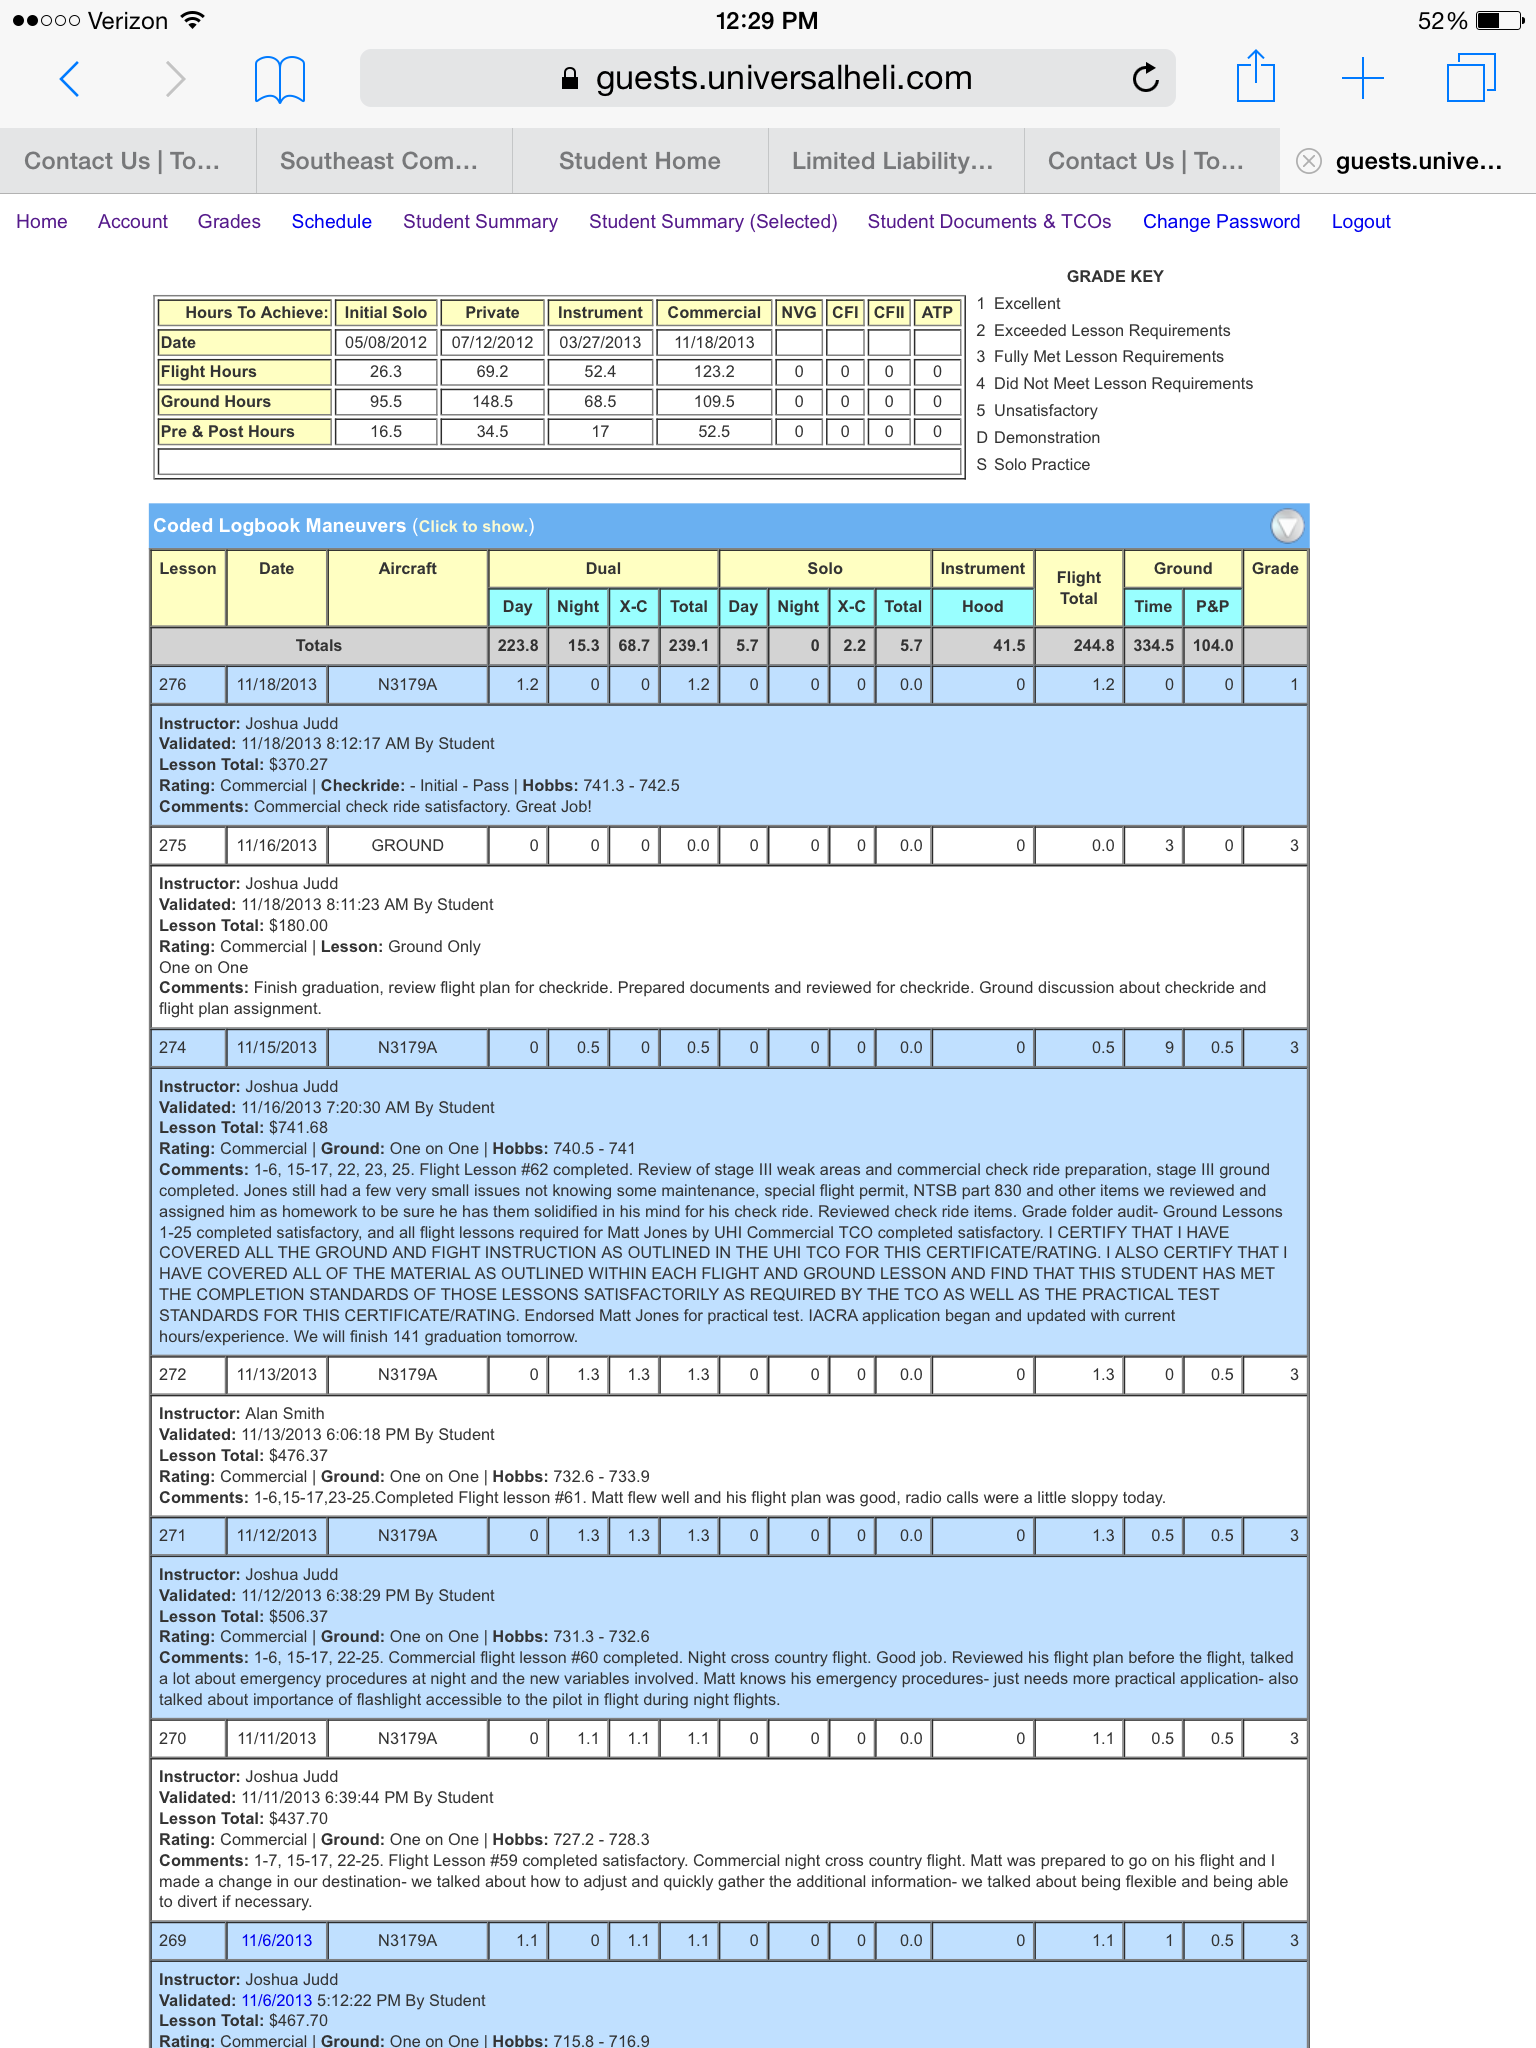 Verizon 12:29 PM 52%
guests.universalheli.com
Contact Us | To... Southeast Com... Student Home Limited Liability... Contact Us | To... guests.unive...
Home Account Grades Schedule Student Summary Student Summary (Selected) Student Documents & TCOs Change Password Logout
GRADE KEY
1 Excellent
2 Exceeded Lesson Requirements
3 Fully Met Lesson Requirements
4 Did Not Meet Lesson Requirements
5 Unsatisfactory
D Demonstration
S Solo Practice
Hours To Achieve: Initial Solo Private Instrument Commercial NVG CFI CFII ATP
Date 05/08/2012 07/12/2012 03/27/2013 11/18/2013
Flight Hours 26.3 69.2 52.4 123.2 0 0 0 0
Ground Hours 95.5 148.5 68.5 109.5 0 0 0 0
Pre & Post Hours 16.5 34.5 17 52.5 0 0 0 0
Coded Logbook Maneuvers (Click to show.)
Lesson Date Aircraft Dual Solo Instrument Flight Total Ground Grade
Day Night X-C Total Day Night X-C Total Hood Time P&P
Totals 223.8 15.3 68.7 239.1 5.7 0 2.2 5.7 41.5 244.8 334.5 104.0
276 11/18/2013 N3179A 1.2 0 0 1.2 0 0 0 0.0 0 1.2 0 0 1
Instructor: Joshua Judd
Validated: 11/18/2013 8:12:17 AM By Student
Lesson Total: $370.27
Rating: Commercial | Checkride: - Initial - Pass | Hobbs: 741.3 - 742.5
Comments: Commercial check ride satisfactory. Great Job!
275 11/16/2013 GROUND 0 0 0 0.0 0 0 0 0.0 0 0.0 3 0 3
Instructor: Joshua Judd
Validated: 11/18/2013 8:11:23 AM By Student
Lesson Total: $180.00
Rating: Commercial | Lesson: Ground Only
One on One
Comments: Finish graduation, review flight plan for checkride. Prepared documents and reviewed for checkride. Ground discussion about checkride and
flight plan assignment.
274 11/15/2013 N3179A 0 0.5 0 0.5 0 0 0 0.0 0 0.5 9 0.5 3
Instructor: Joshua Judd
Validated: 11/16/2013 7:20:30 AM By Student
Lesson Total: $741.68
Rating: Commercial | Ground: One on One | Hobbs: 740.5 - 741
Comments: 1-6, 15-17, 22, 23, 25. Flight Lesson #62 completed. Review of stage III weak areas and commercial check ride preparation, stage III ground
completed. Jones still had a few very small issues not knowing some maintenance, special flight permit, NTSB part 830 and other items we reviewed and
assigned him as homework to be sure he has them solidified in his mind for his check ride. Reviewed check ride items. Grade folder audit- Ground Lessons
1-25 completed satisfactory, and all flight lessons required for Matt Jones by UHI Commercial TCO completed satisfactory. I CERTIFY THAT I HAVE
COVERED ALL THE GROUND AND FIGHT INSTRUCTION AS OUTLINED IN THE UHI TCO FOR THIS CERTIFICATE/RATING. I ALSO CERTIFY THAT I
HAVE COVERED ALL OF THE MATERIAL AS OUTLINED WITHIN EACH FLIGHT AND GROUND LESSON AND FIND THAT THIS STUDENT HAS MET
THE COMPLETION STANDARDS OF THOSE LESSONS SATISFACTORILY AS REQUIRED BY THE TCO AS WELL AS THE PRACTICAL TEST
STANDARDS FOR THIS CERTIFICATE/RATING. Endorsed Matt Jones for practical test. IACRA application began and updated with current
hours/experience. We will finish 141 graduation tomorrow.
272 11/13/2013 N3179A 0 1.3 1.3 1.3 0 0 0 0.0 0 1.3 0 0.5 3
Instructor: Alan Smith
Validated: 11/13/2013 6:06:18 PM By Student
Lesson Total: $476.37
Rating: Commercial | Ground: One on One | Hobbs: 732.6 - 733.9
Comments: 1-6,15-17,23-25.Completed Flight lesson #61. Matt flew well and his flight plan was good, radio calls were a little sloppy today.
271 11/12/2013 N3179A 0 1.3 1.3 1.3 0 0 0 0.0 0 1.3 0.5 0.5 3
Instructor: Joshua Judd
Validated: 11/12/2013 6:38:29 PM By Student
Lesson Total: $506.37
Rating: Commercial | Ground: One on One | Hobbs: 731.3 - 732.6
Comments: 1-6, 15-17, 22-25. Commercial flight lesson #60 completed. Night cross country flight. Good job. Reviewed his flight plan before the flight, talked
a lot about emergency procedures at night and the new variables involved. Matt knows his emergency procedures- just needs more practical application- also
talked about importance of flashlight accessible to the pilot in flight during night flights.
270 11/11/2013 N3179A 0 1.1 1.1 1.1 0 0 0 0.0 0 1.1 0.5 0.5 3
Instructor: Joshua Judd
Validated: 11/11/2013 6:39:44 PM By Student
Lesson Total: $437.70
Rating: Commercial | Ground: One on One | Hobbs: 727.2 - 728.3
Comments: 1-7, 15-17, 22-25. Flight Lesson #59 completed satisfactory. Commercial night cross country flight. Matt was prepared to go on his flight and I
made a change in our destination- we talked about how to adjust and quickly gather the additional information- we talked about being flexible and being able
to divert if necessary.
269 11/6/2013 N3179A 1.1 0 1.1 1.1 0 0 0 0.0 0 1.1 1 0.5 3
Instructor: Joshua Judd
Validated: 11/6/2013 5:12:22 PM By Student
Lesson Total: $467.70
Rating: Commercial | Ground: One on One | Hobbs: 715.8 - 716.9